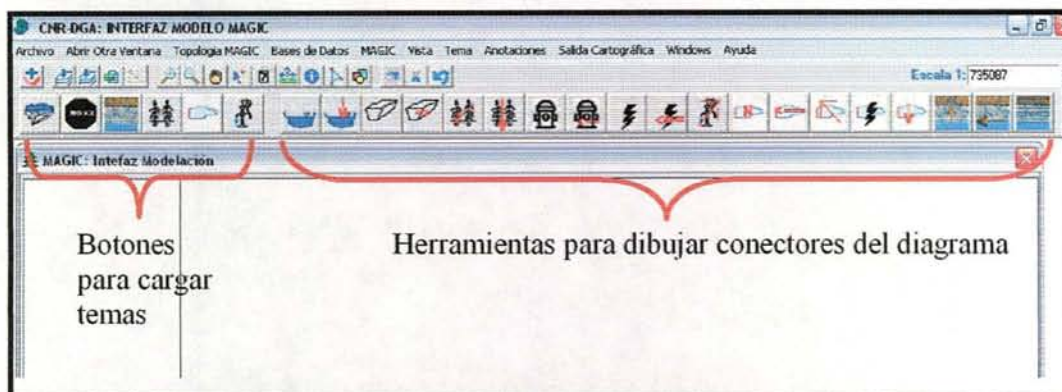 CNR-DGA: INTERFAZ MODELO MAGIC
Archivo Abrir Otra Ventana Topologia MAGIC Bases de Datos MAGIC Vista Tema Anotaciones Salida Cartográfica Windows Ayuda
Escala 1: 735087
MAGIC: Intefaz Modelación
Botones
para cargar
temas
Herramientas para dibujar conectores del diagrama